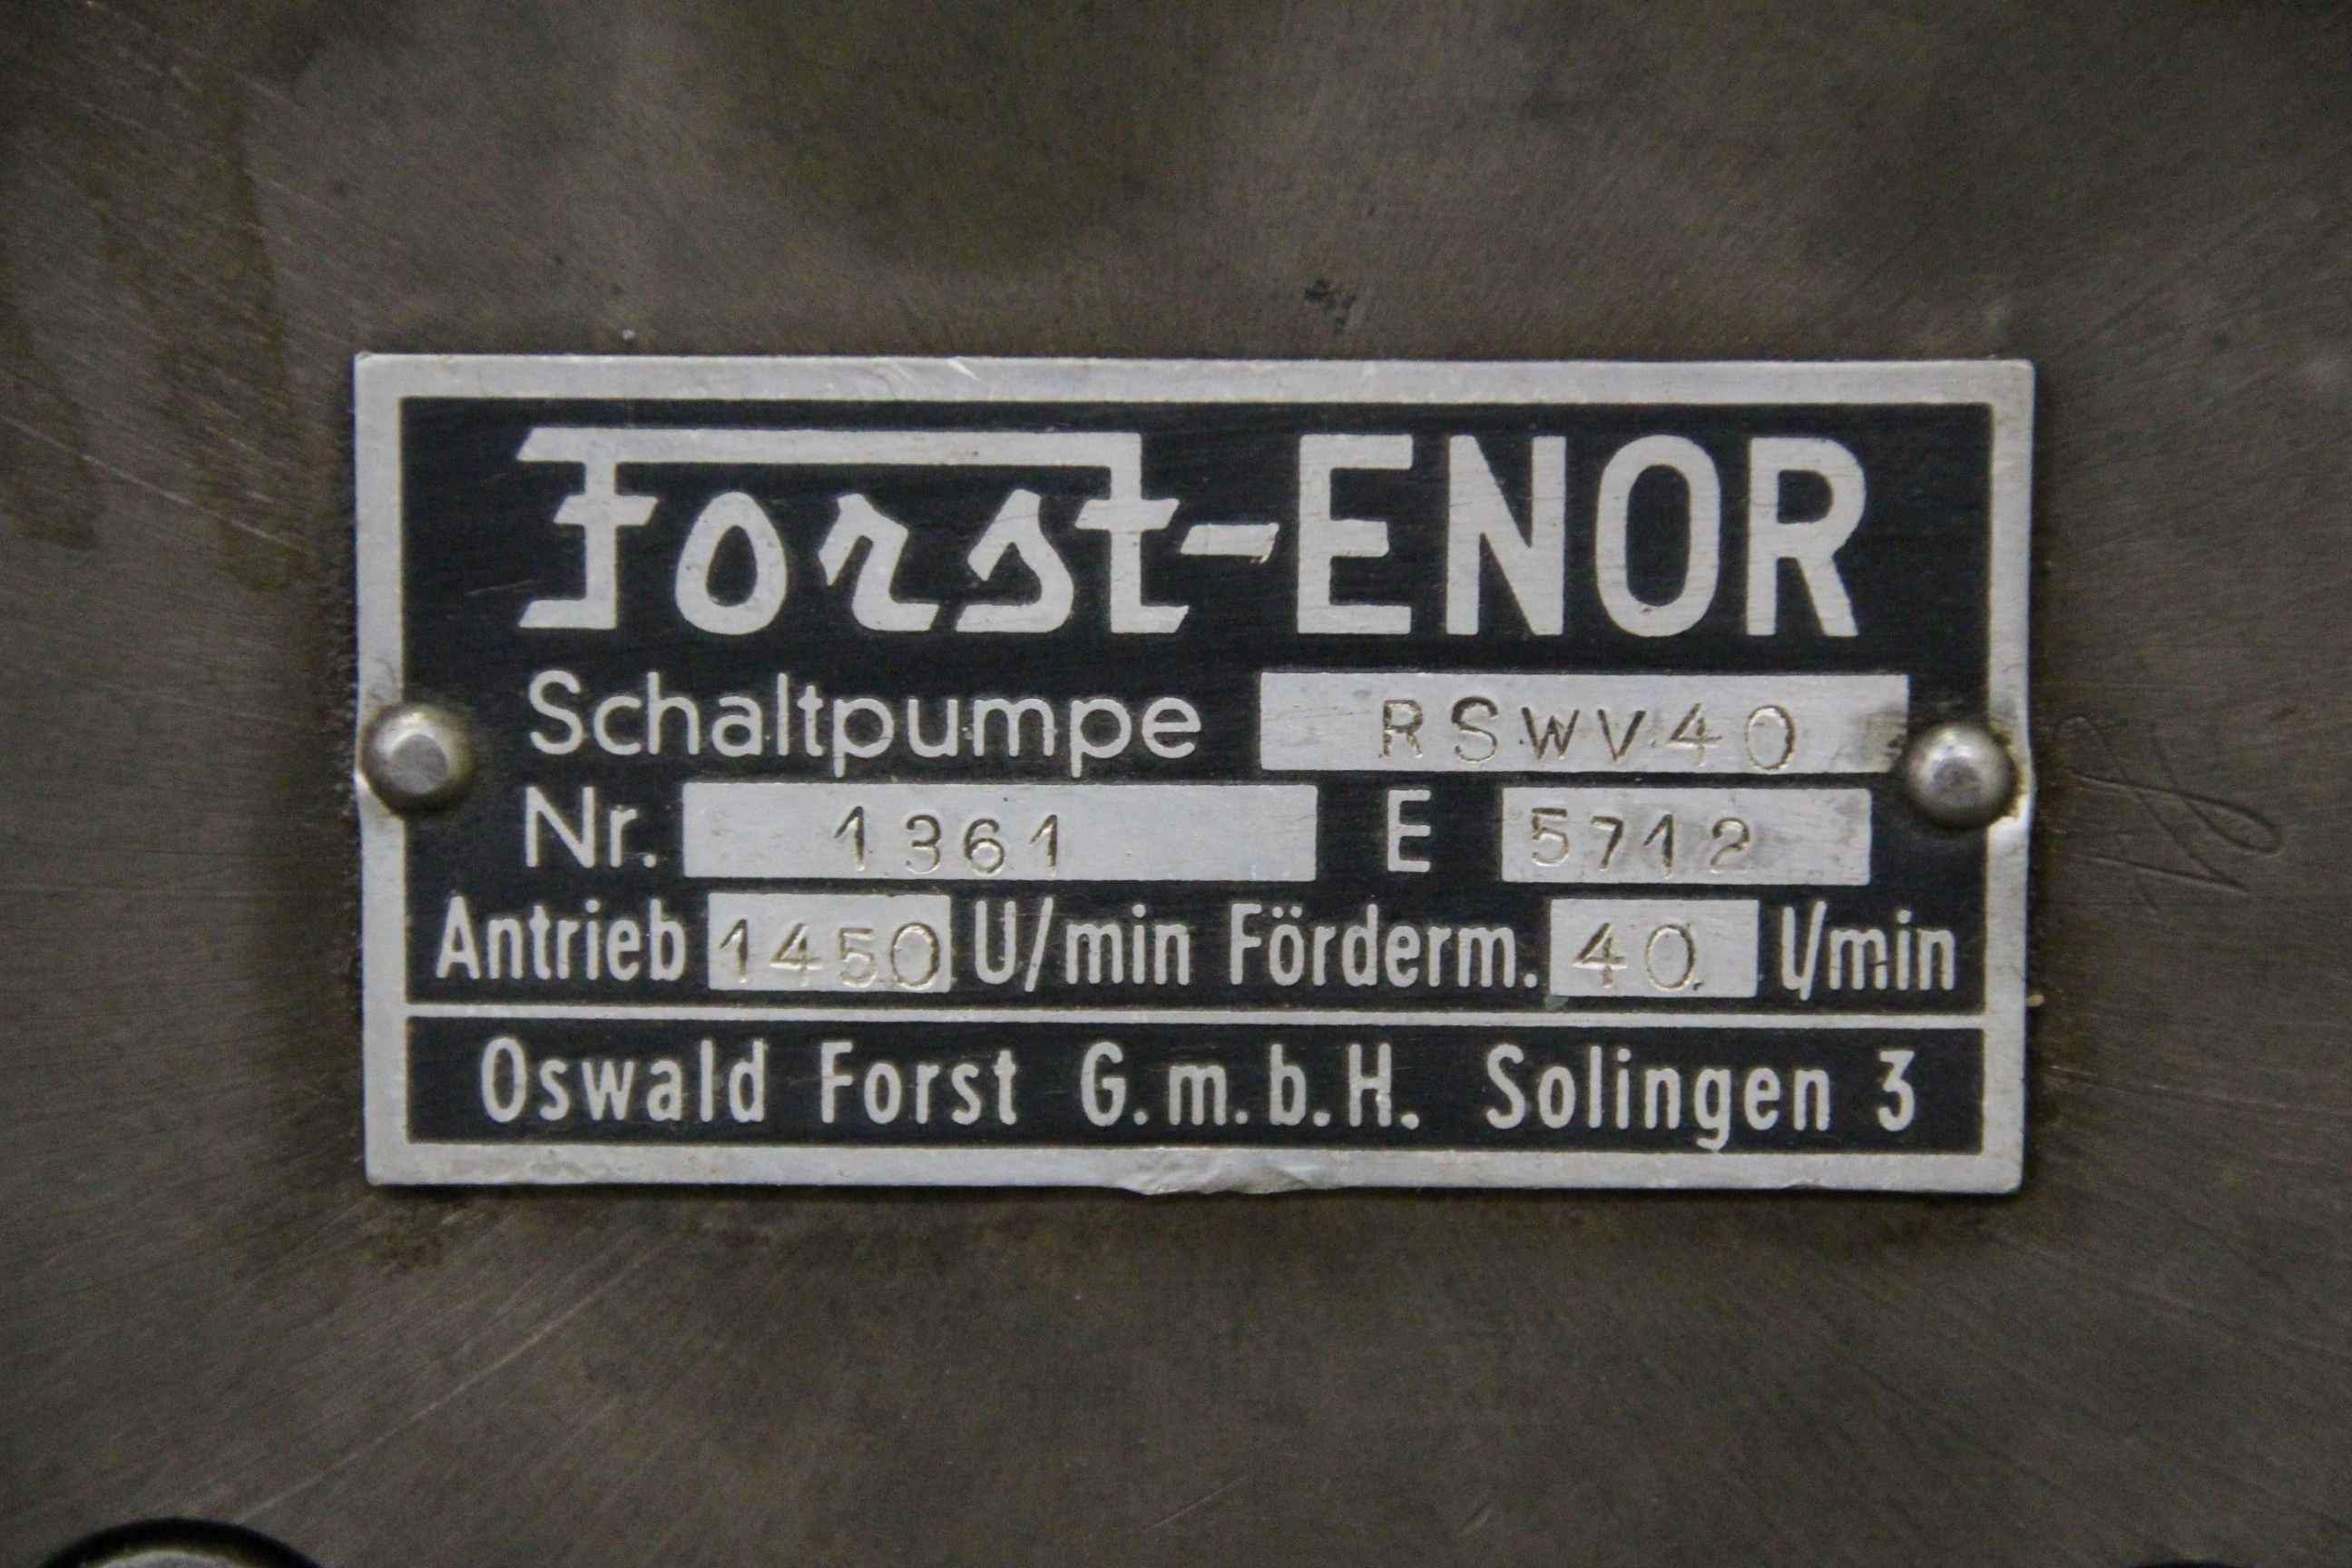 Forst-ENOR
Schaltpumpe RSWV40
Nr. 1361 E 5712
Antrieb 1450 U/min Förderm. 40 l/min
Oswald Forst G.m.b.H. Solingen 3